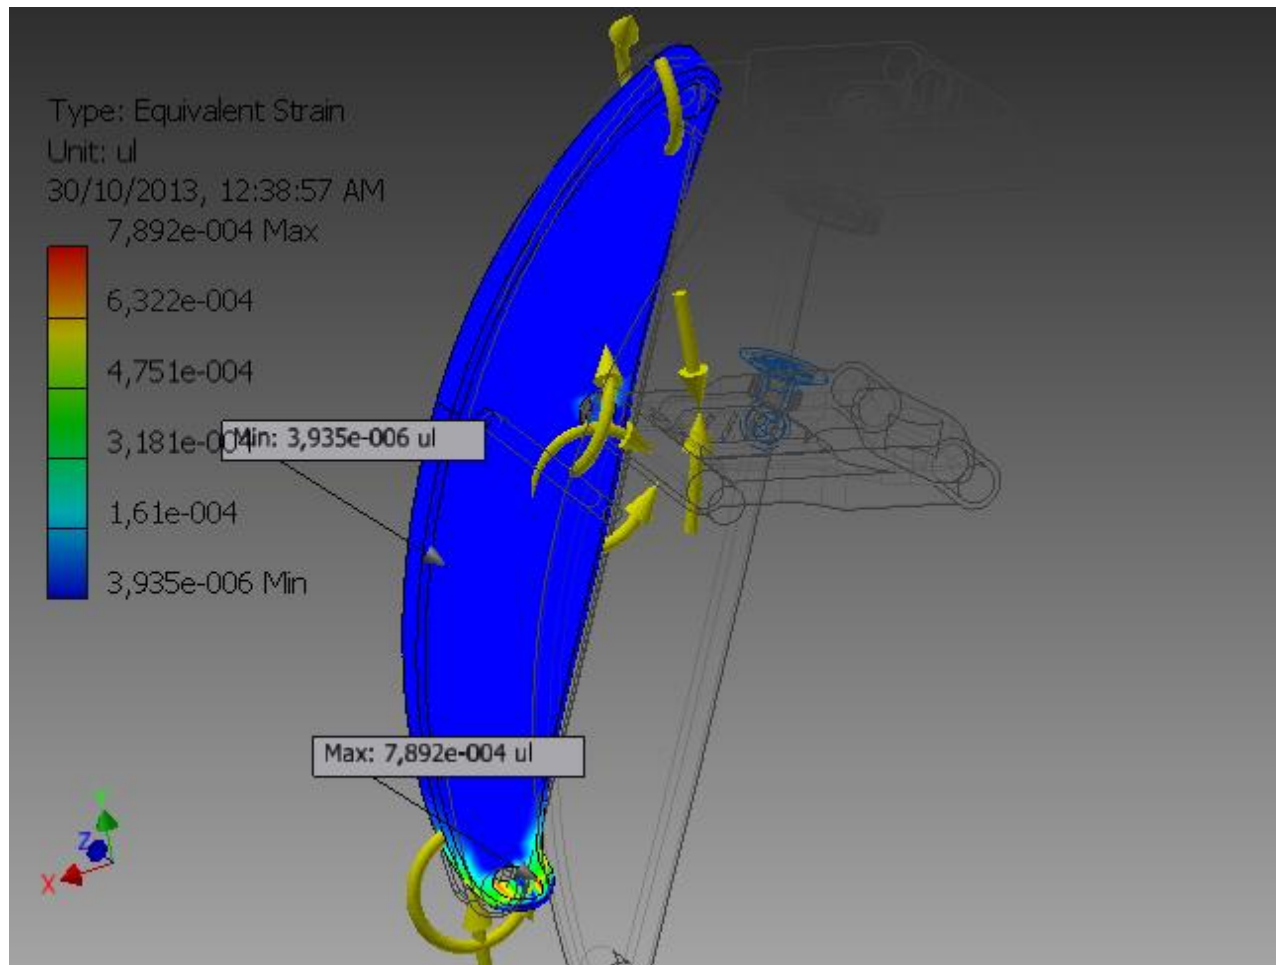 Type: Equivalent Strain
Unit: ul
30/10/2013, 12:38:57 AM
7,892e-004 Max
6,322e-004
4,751e-004
3,181e-004
Min: 3,935e-006 ul
1,61e-004
3,935e-006 Min
Max: 7,892e-004 ul
Y
Z
X